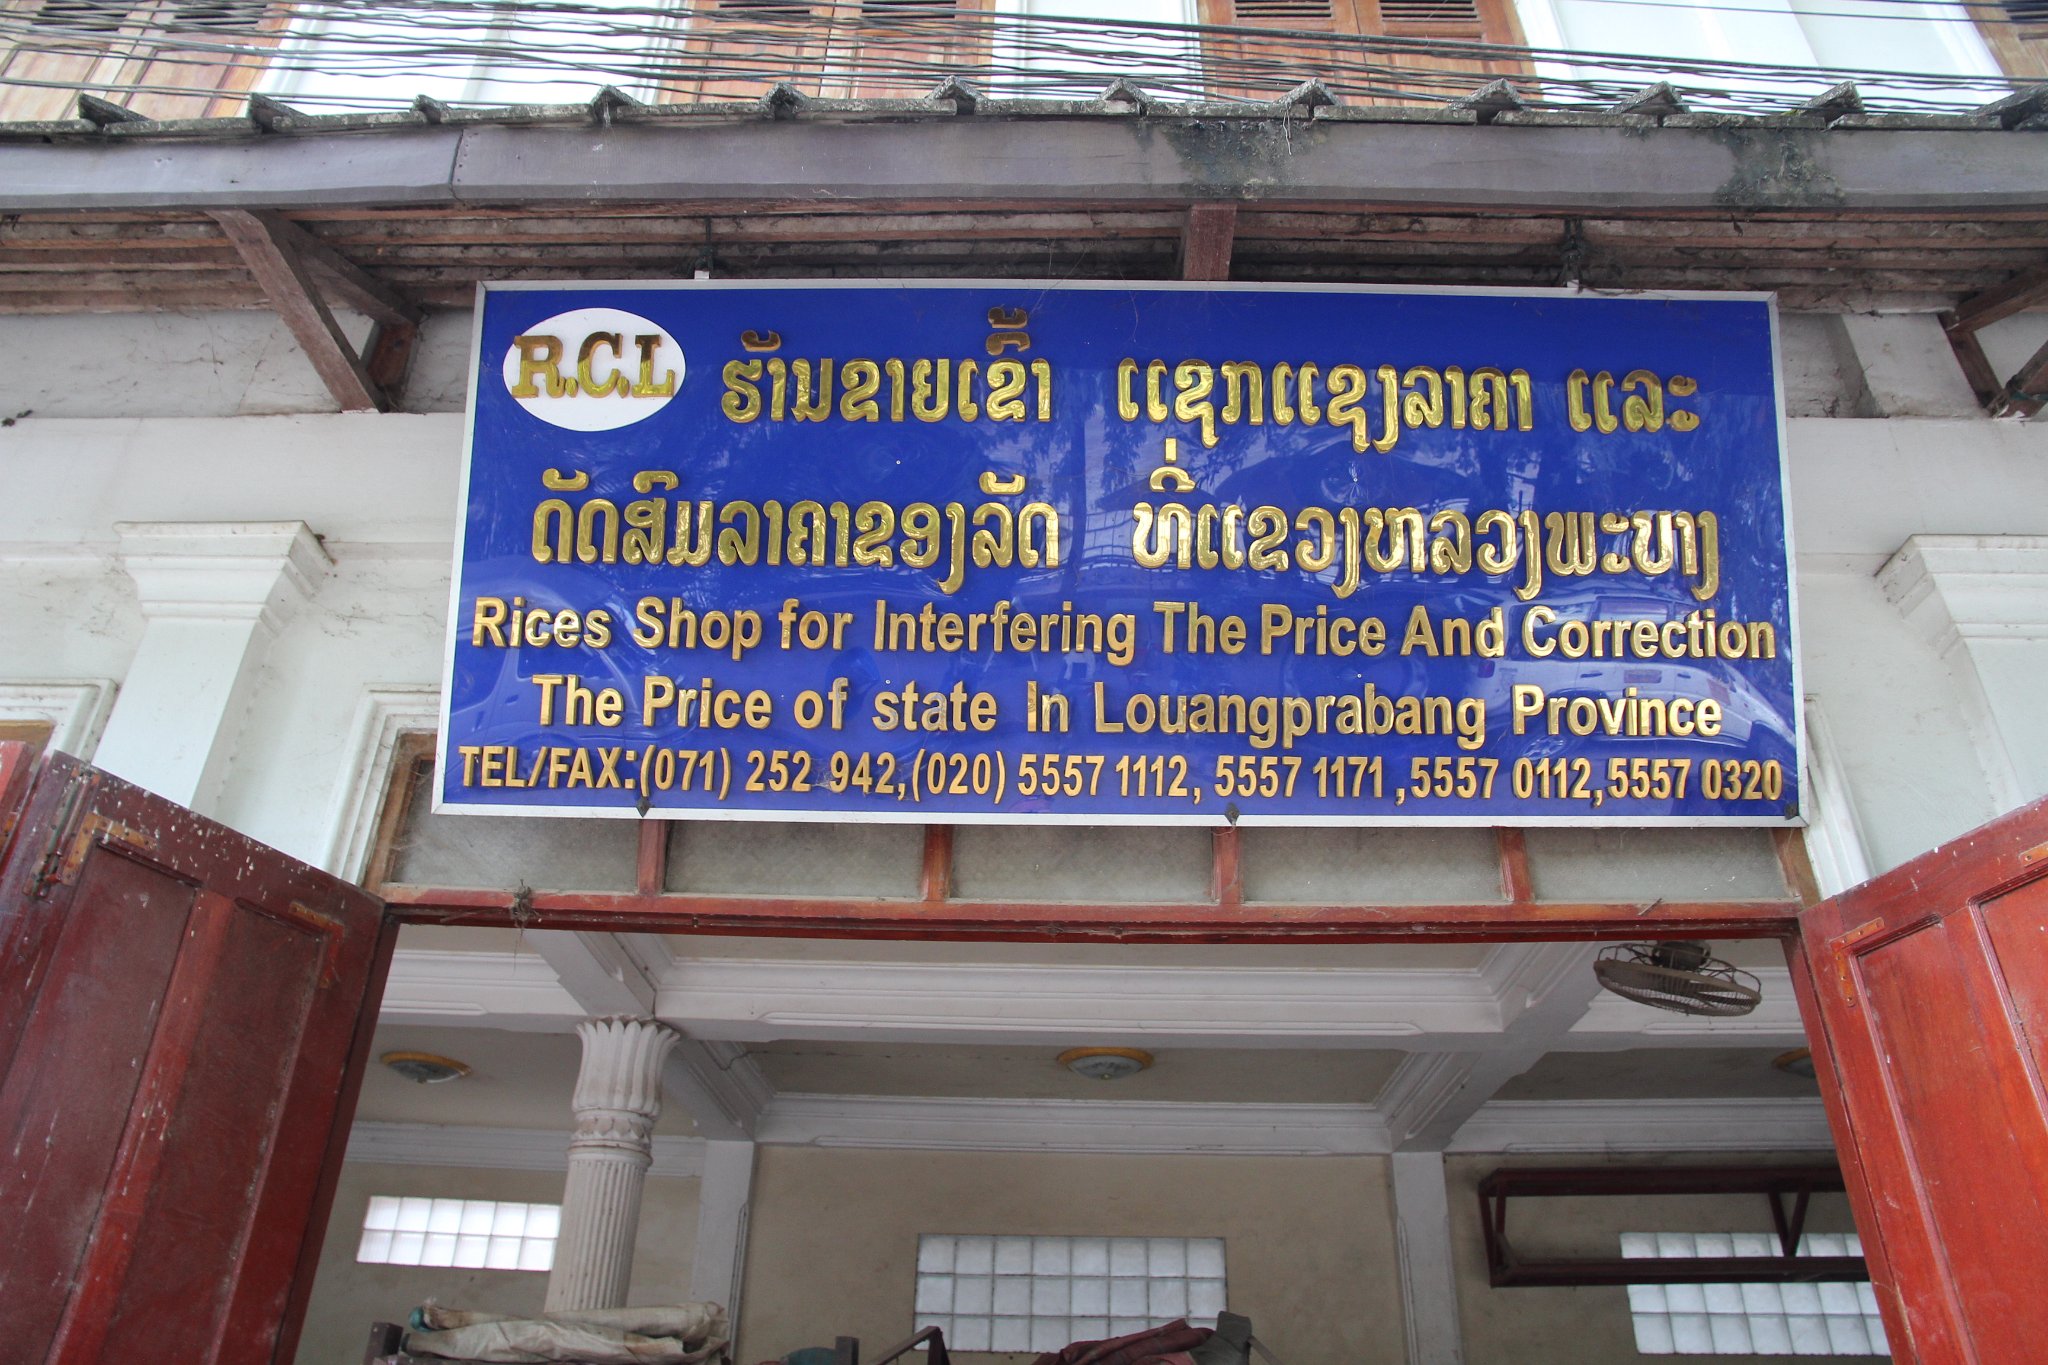 R.C.L
ຮ້ານຂາຍເຂົ້າ ແຊກແຊງລາຄາ ແລະ
ດັດສົມລາຄາຂອງລັດ ທີ່ແຂວງຫລວງພະບາງ
Rices Shop for Interfering The Price And Correction
The Price of state In Louangprabang Province
TEL/FAX:(071) 252 942,(020) 5557 1112, 5557 1171 ,5557 0112,5557 0320